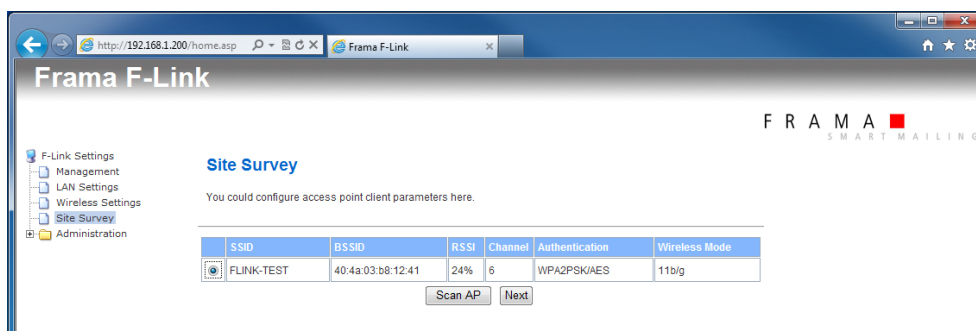 http://192.168.1.200/home.asp
Frama F-Link
Frama F-Link
FRAMA
SMART MAILING
F-Link Settings
Management
LAN Settings
Wireless Settings
Site Survey
Administration
Site Survey
You could configure access point client parameters here.
SSID BSSID RSSI Channel Authentication Wireless Mode
FLINK-TEST 40:4a:03:b8:12:41 24% 6 WPA2PSK/AES 11b/g
Scan AP Next